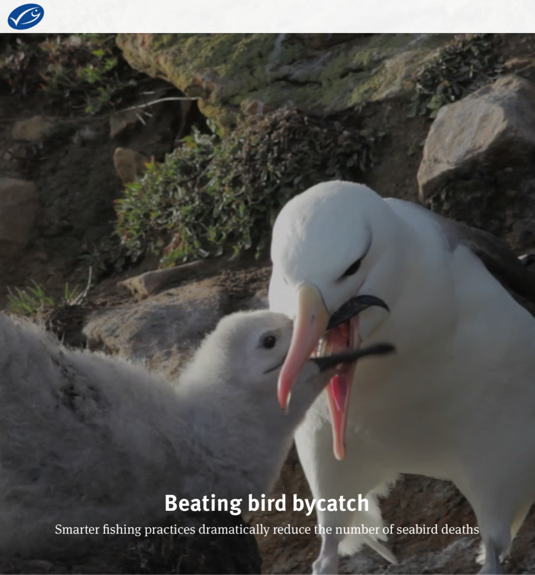 Beating bird bycatch
Smarter fishing practices dramatically reduce the number of seabird deaths